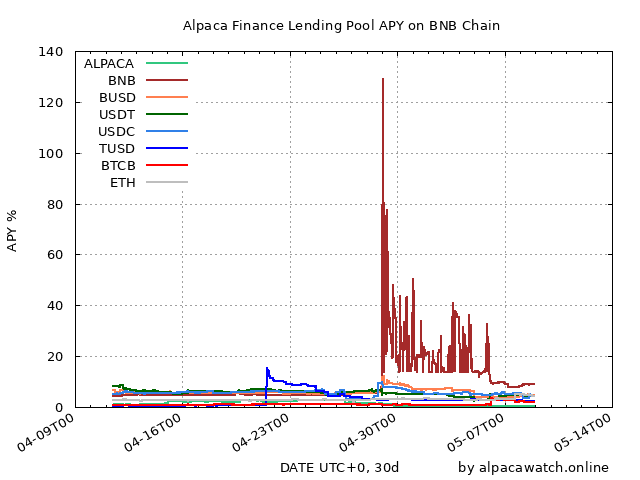 Alpaca Finance Lending Pool APY on BNB Chain
140
120
100
80
60
40
20
0
APY %
ALPACA
BNB
BUSD
USDT
USDC
TUSD
BTCB
ETH
04-09T00
04-16T00
04-23T00
04-30T00
05-07T00
05-14T00
DATE UTC+0, 30d
by alpacawatch.online